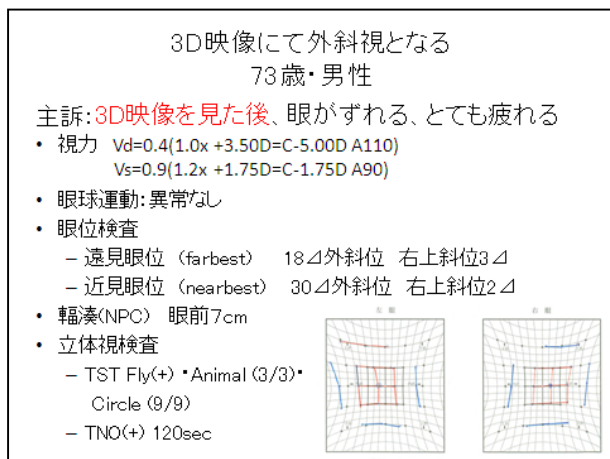 3D映像にて外斜視となる
73歳・男性
主訴:3D映像を見た後、眼がずれる、とても疲れる
• 視力 Vd=0.4(1.0x +3.50D=C-5.00D A110)
Vs=0.9(1.2x +1.75D=C-1.75D A90)
• 眼球運動:異常なし
• 眼位検査
– 遠見眼位 (farbest) 18⊿外斜位 右上斜位3⊿
– 近見眼位 (nearbest) 30⊿外斜位 右上斜位2⊿
• 輻湊(NPC) 眼前7cm
• 立体視検査
– TST Fly(+)・Animal (3/3)・
Circle (9/9)
– TNO(+) 120sec
左 眼
右 眼